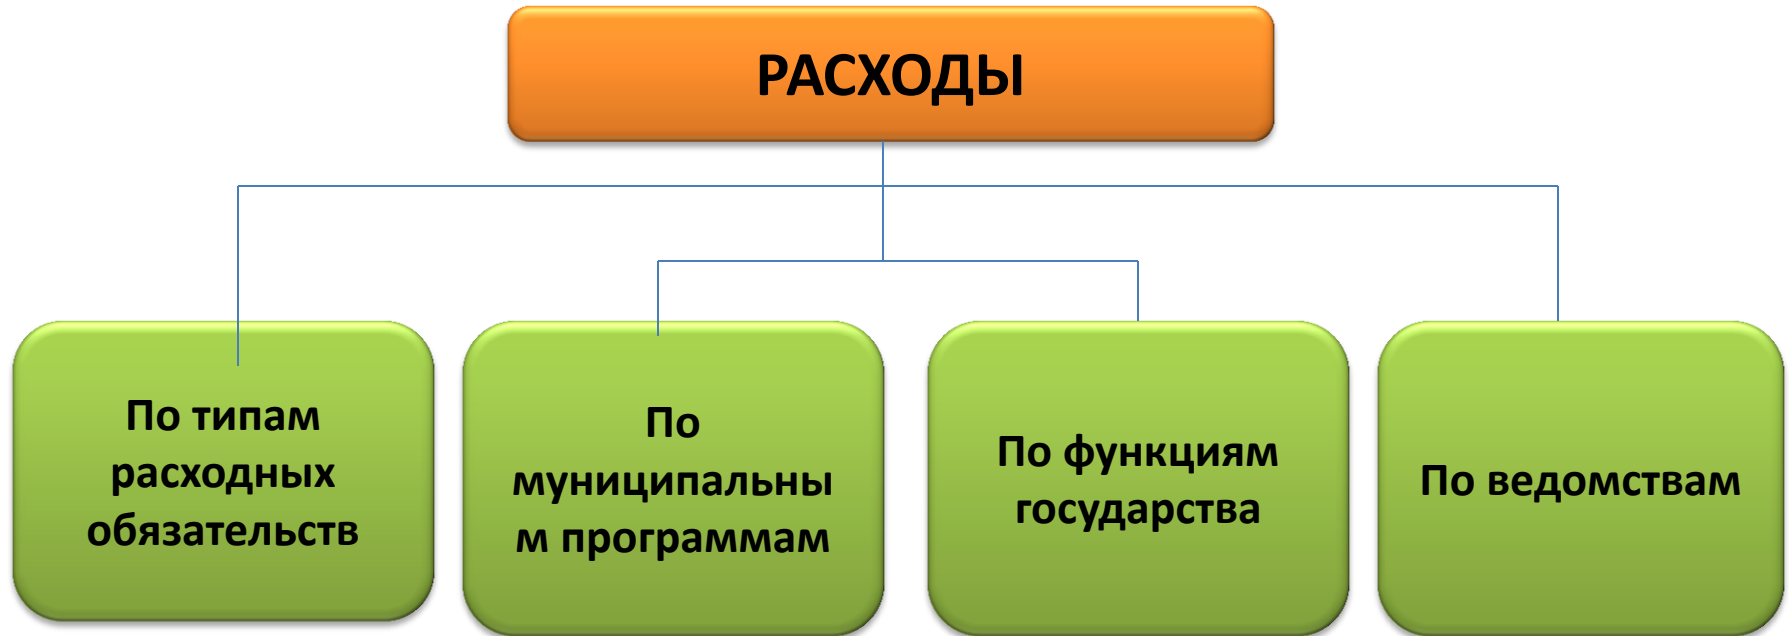 РАСХОДЫ
По типам
расходных
обязательств
По
муниципальны
м программам
По функциям
государства
По ведомствам